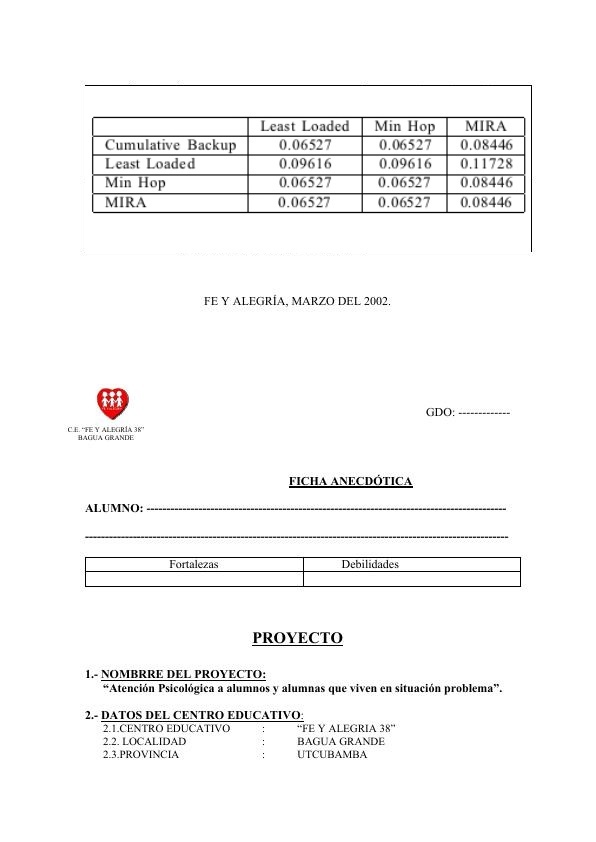 Least Loaded Min Hop MIRA
Cumulative Backup 0.06527 0.06527 0.08446
Least Loaded 0.09616 0.09616 0.11728
Min Hop 0.06527 0.06527 0.08446
MIRA 0.06527 0.06527 0.08446
FE Y ALEGRÍA, MARZO DEL 2002.
GDO: -------------
C.E. “FE Y ALEGRÍA 38”
BAGUA GRANDE
FICHA ANECDÓTICA
ALUMNO: ------------------------------------------------------------------------------------------
----------------------------------------------------------------------------------------------------------
Fortalezas Debilidades
PROYECTO
1.- NOMBRRE DEL PROYECTO:
“Atención Psicológica a alumnos y alumnas que viven en situación problema”.
2.- DATOS DEL CENTRO EDUCATIVO:
2.1.CENTRO EDUCATIVO : “FE Y ALEGRIA 38”
2.2. LOCALIDAD : BAGUA GRANDE
2.3.PROVINCIA : UTCUBAMBA